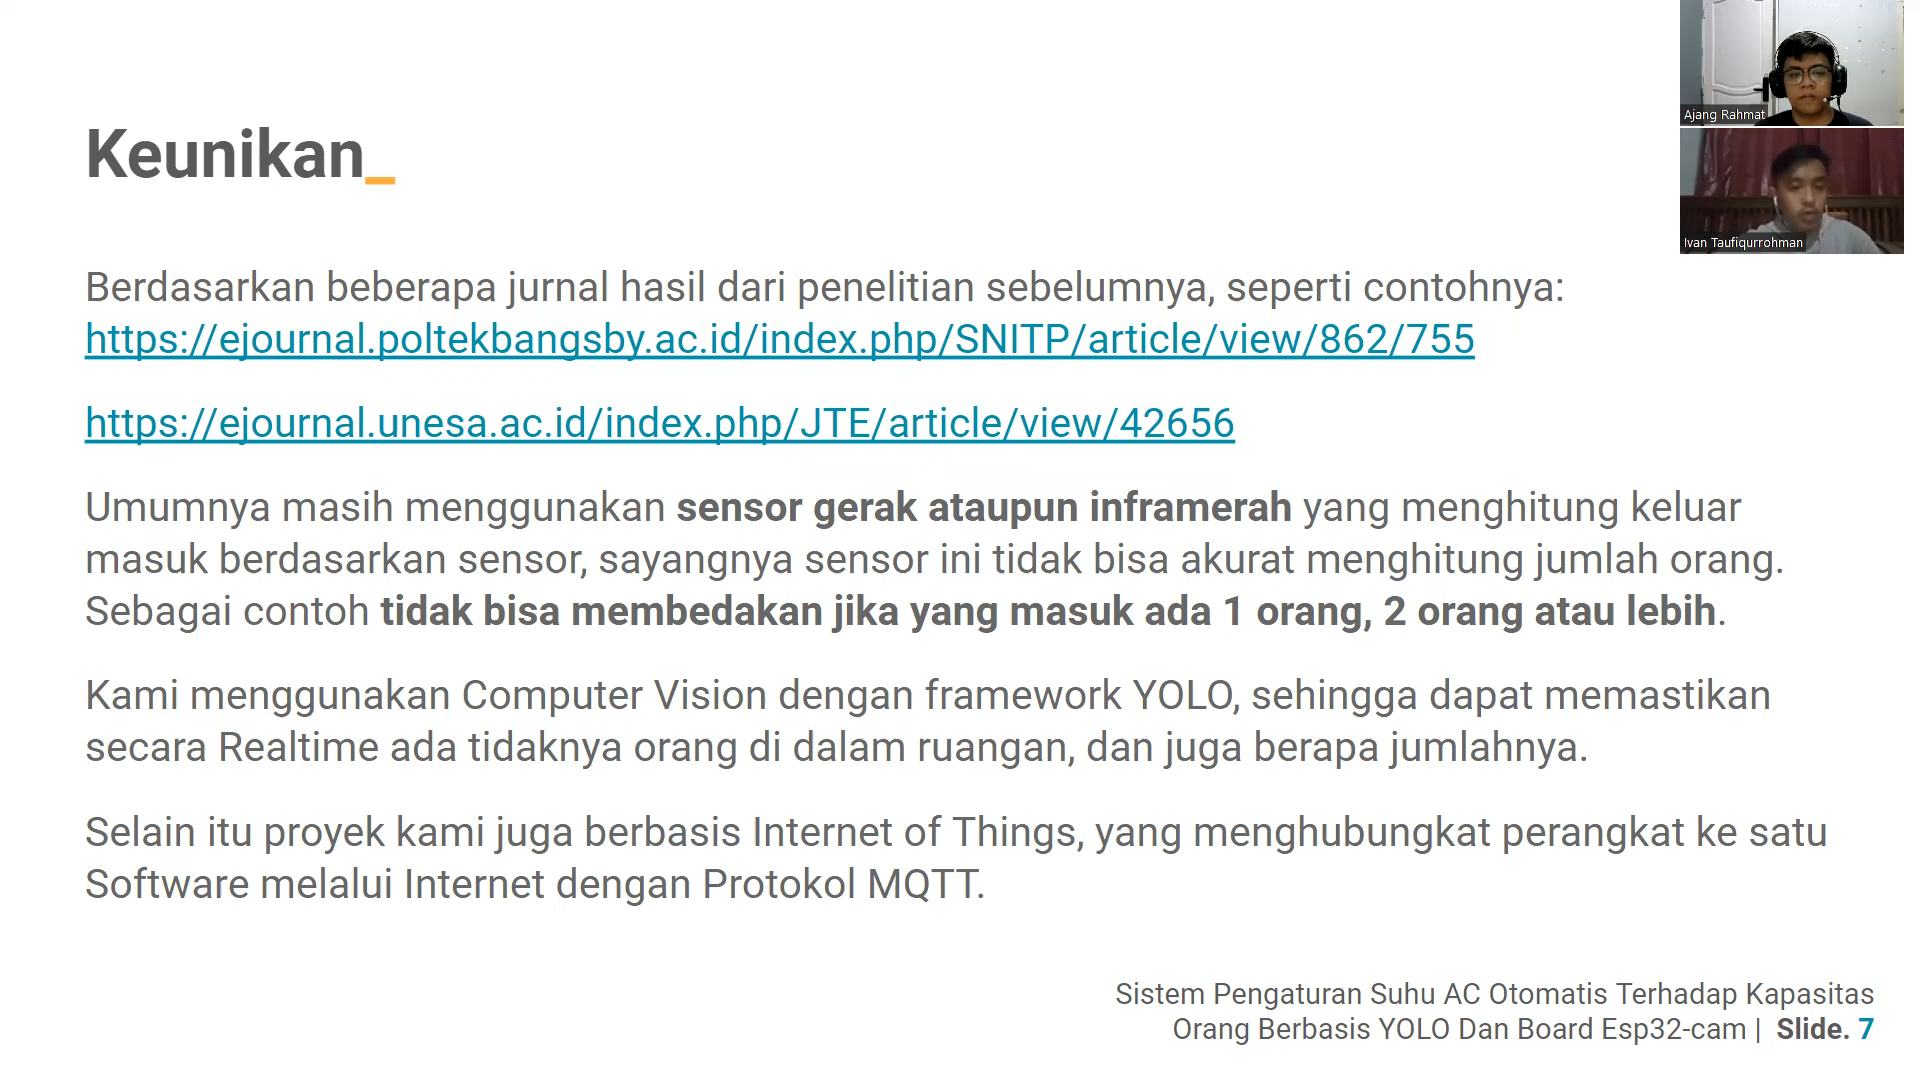 Keunikan_
Berdasarkan beberapa jurnal hasil dari penelitian sebelumnya, seperti contohnya:
https://ejournal.poltekbangsby.ac.id/index.php/SNITP/article/view/862/755
https://ejournal.unesa.ac.id/index.php/JTE/article/view/42656
Umumnya masih menggunakan sensor gerak ataupun inframerah yang menghitung keluar
masuk berdasarkan sensor, sayangnya sensor ini tidak bisa akurat menghitung jumlah orang.
Sebagai contoh tidak bisa membedakan jika yang masuk ada 1 orang, 2 orang atau lebih.
Kami menggunakan Computer Vision dengan framework YOLO, sehingga dapat memastikan
secara Realtime ada tidaknya orang di dalam ruangan, dan juga berapa jumlahnya.
Selain itu proyek kami juga berbasis Internet of Things, yang menghubungkat perangkat ke satu
Software melalui Internet dengan Protokol MQTT.
Sistem Pengaturan Suhu AC Otomatis Terhadap Kapasitas
Orang Berbasis YOLO Dan Board Esp32-cam | Slide. 7
Ajang Rahmat
Ivan Taufiqurrohman